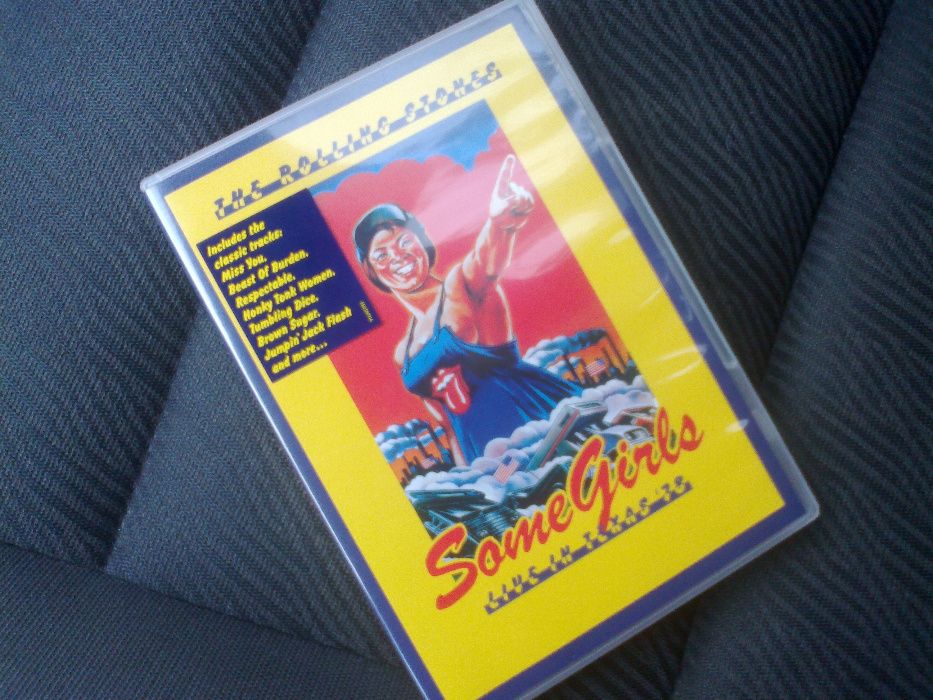 THE ROLLING STONES
Includes the
classic tracks:
Miss You,
Beast Of Burden,
Respectable,
Honky Tonk Women,
Tumbling Dice,
Brown Sugar,
Jumpin' Jack Flash
and more...
Some Girls
LIVE IN TEXAS '78